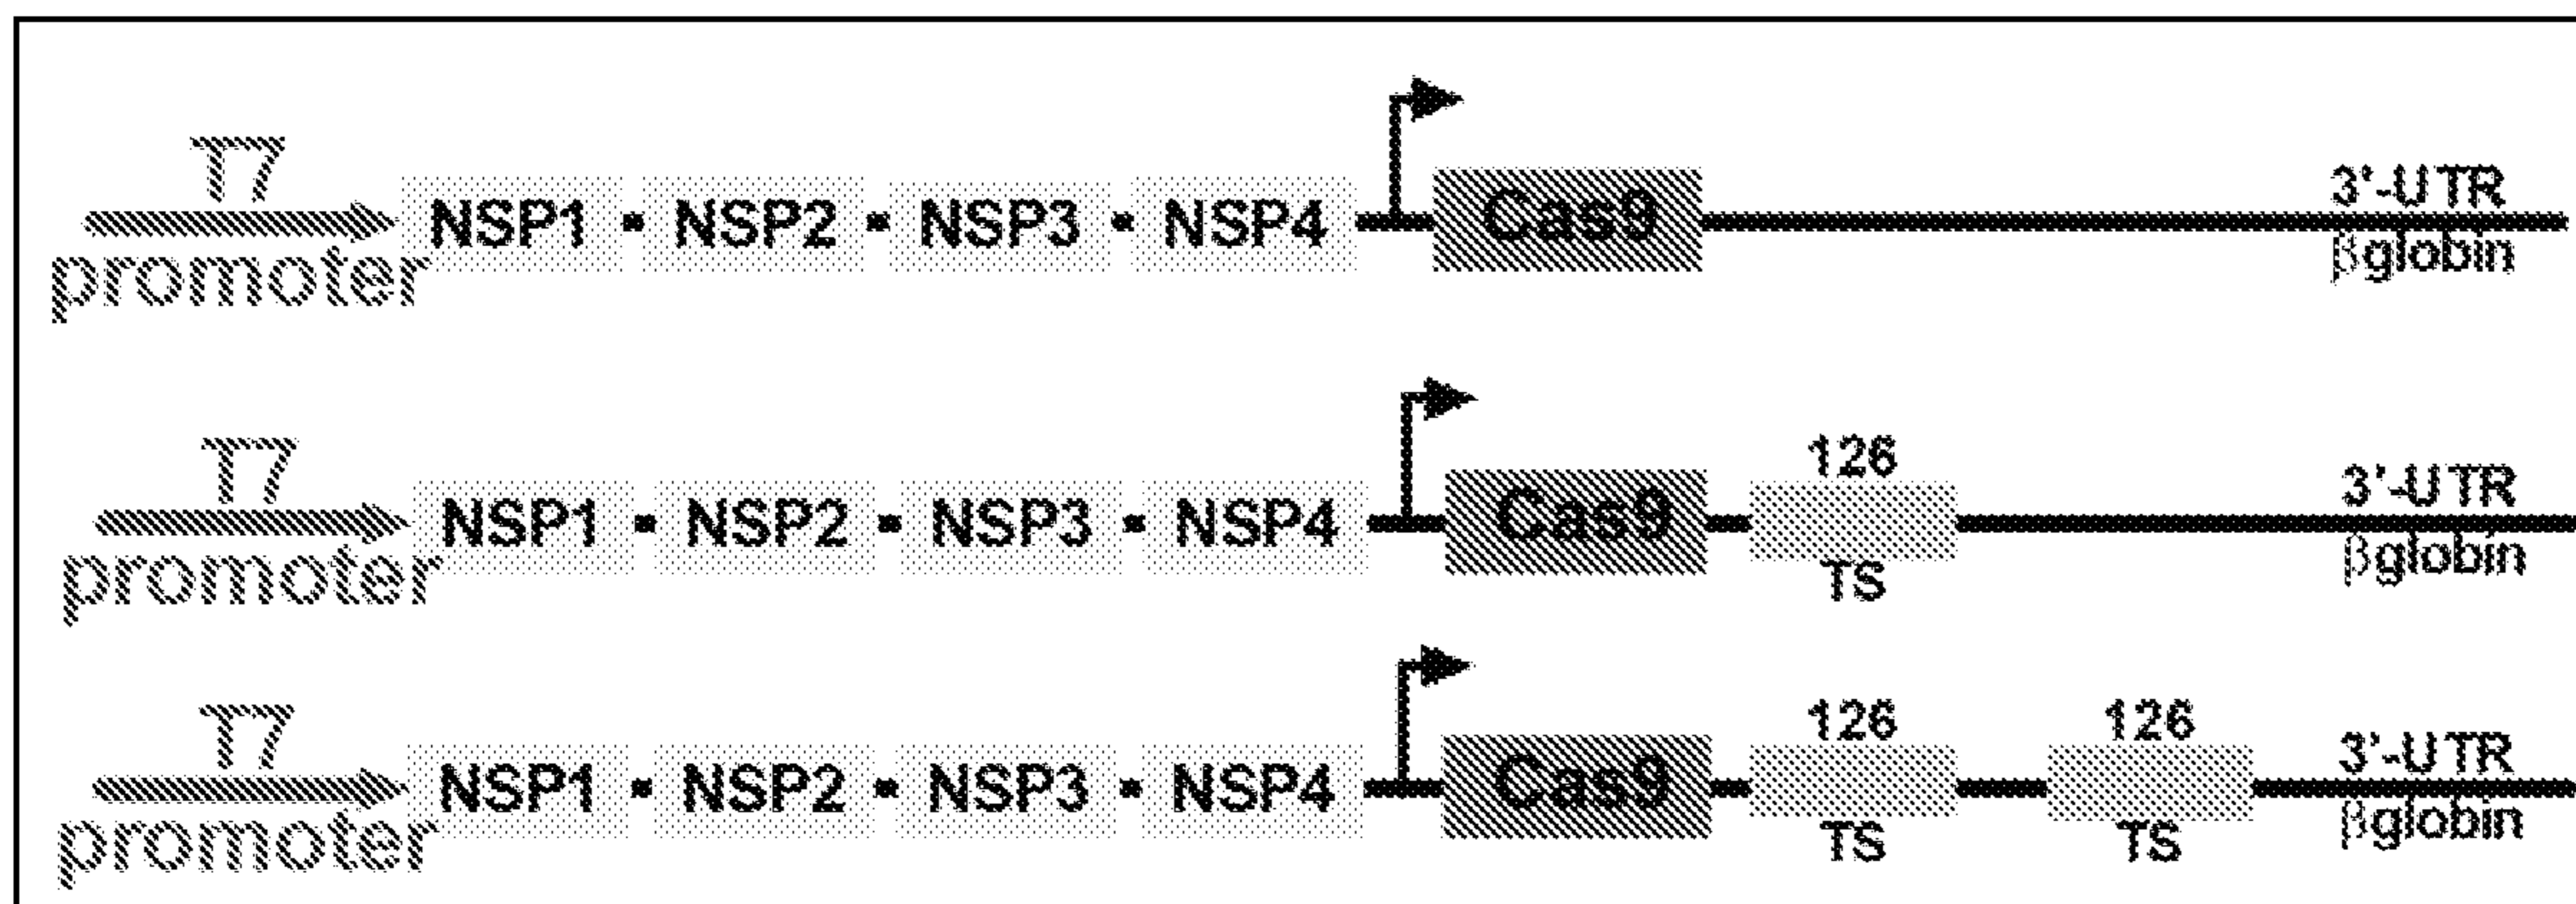 T7
promoter
NSP1 - NSP2 - NSP3 - NSP4
Cas9
3'-UTR
βglobin
T7
promoter
NSP1 - NSP2 - NSP3 - NSP4
Cas9
126
TS
3'-UTR
βglobin
T7
promoter
NSP1 - NSP2 - NSP3 - NSP4
Cas9
126
TS
126
TS
3'-UTR
βglobin